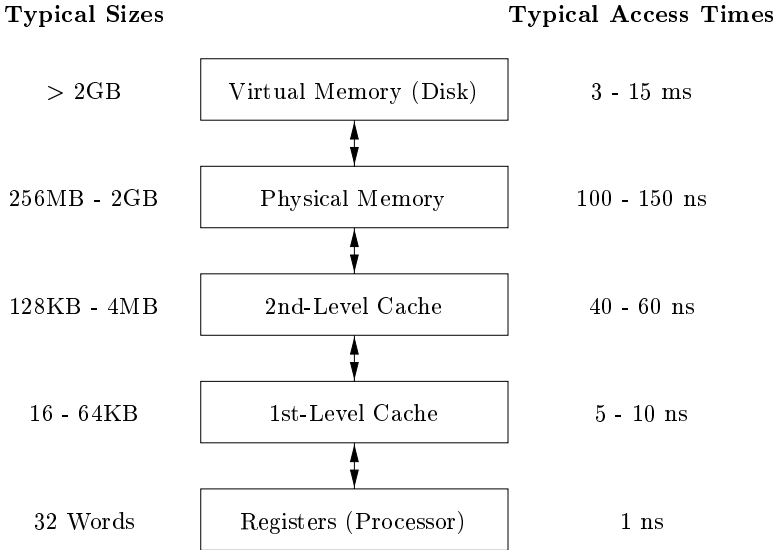 Typical Sizes Typical Access Times
> 2GB Virtual Memory (Disk) 3 - 15 ms
256MB - 2GB Physical Memory 100 - 150 ns
128KB - 4MB 2nd-Level Cache 40 - 60 ns
16 - 64KB 1st-Level Cache 5 - 10 ns
32 Words Registers (Processor) 1 ns